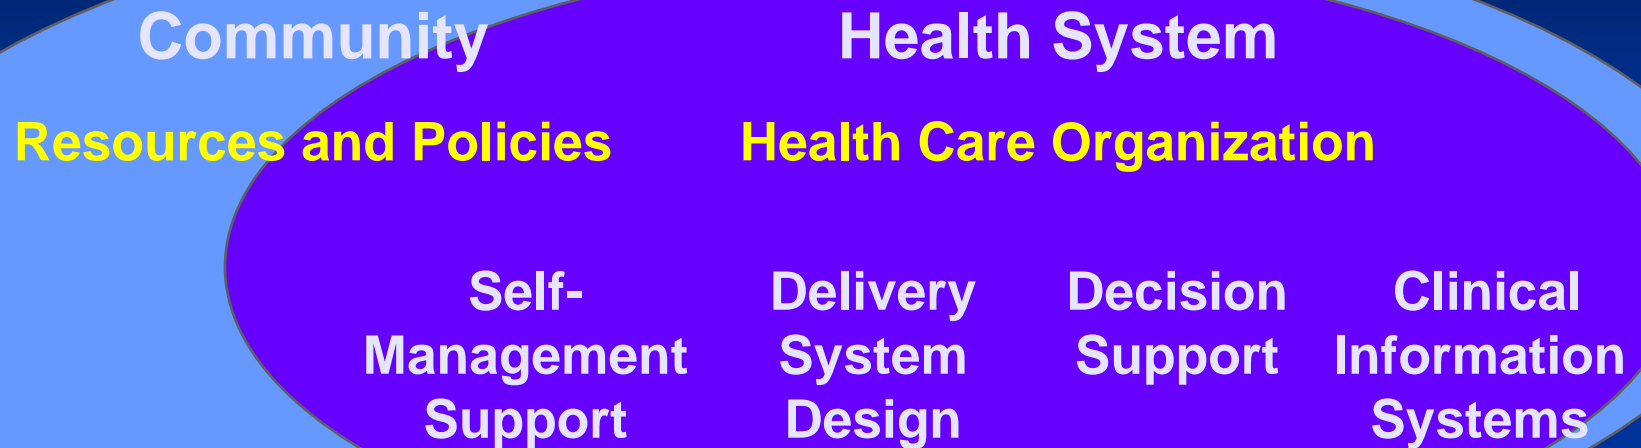 Community
Health System
Resources and Policies
Health Care Organization
Self-
Management
Support
Delivery
System
Design
Decision
Support
Clinical
Information
Systems